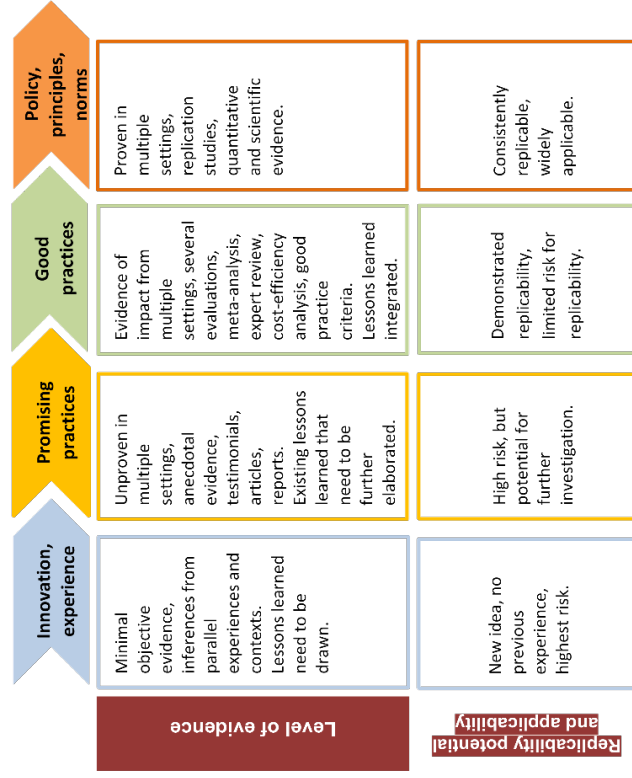 Innovation,
experience
Promising
practices
Good
practices
Policy,
principles,
norms
Level of evidence
Minimal
objective
evidence,
inferences from
parallel
experiences and
contexts.
Lessons learned
need to be
drawn.
Unproven in
multiple
settings,
anecdotal
evidence,
testimonials,
articles,
reports.
Existing lessons
learned that
need to be
further
elaborated.
Evidence of
impact from
multiple
settings, several
evaluations,
meta-analysis,
expert review,
cost-efficiency
analysis, good
practice
criteria.
Lessons learned
integrated.
Proven in
multiple
settings,
replication
studies,
quantitative
and scientific
evidence.
Replicability potential
and applicability
New idea, no
previous
experience,
highest risk.
High risk, but
potential for
further
investigation.
Demonstrated
replicability,
limited risk for
replicability.
Consistently
replicable,
widely
applicable.